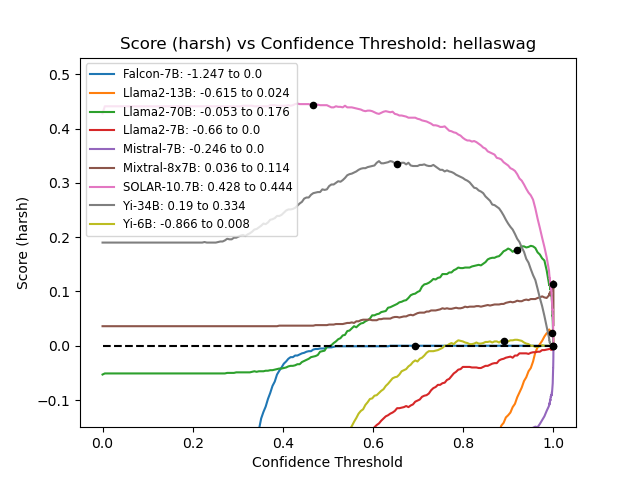 Score (harsh) vs Confidence Threshold: hellaswag
Score (harsh)
0.5
0.4
0.3
0.2
0.1
0.0
−0.1
Falcon-7B: -1.247 to 0.0
Llama2-13B: -0.615 to 0.024
Llama2-70B: -0.053 to 0.176
Llama2-7B: -0.66 to 0.0
Mistral-7B: -0.246 to 0.0
Mixtral-8x7B: 0.036 to 0.114
SOLAR-10.7B: 0.428 to 0.444
Yi-34B: 0.19 to 0.334
Yi-6B: -0.866 to 0.008
0.0 0.2 0.4 0.6 0.8 1.0
Confidence Threshold